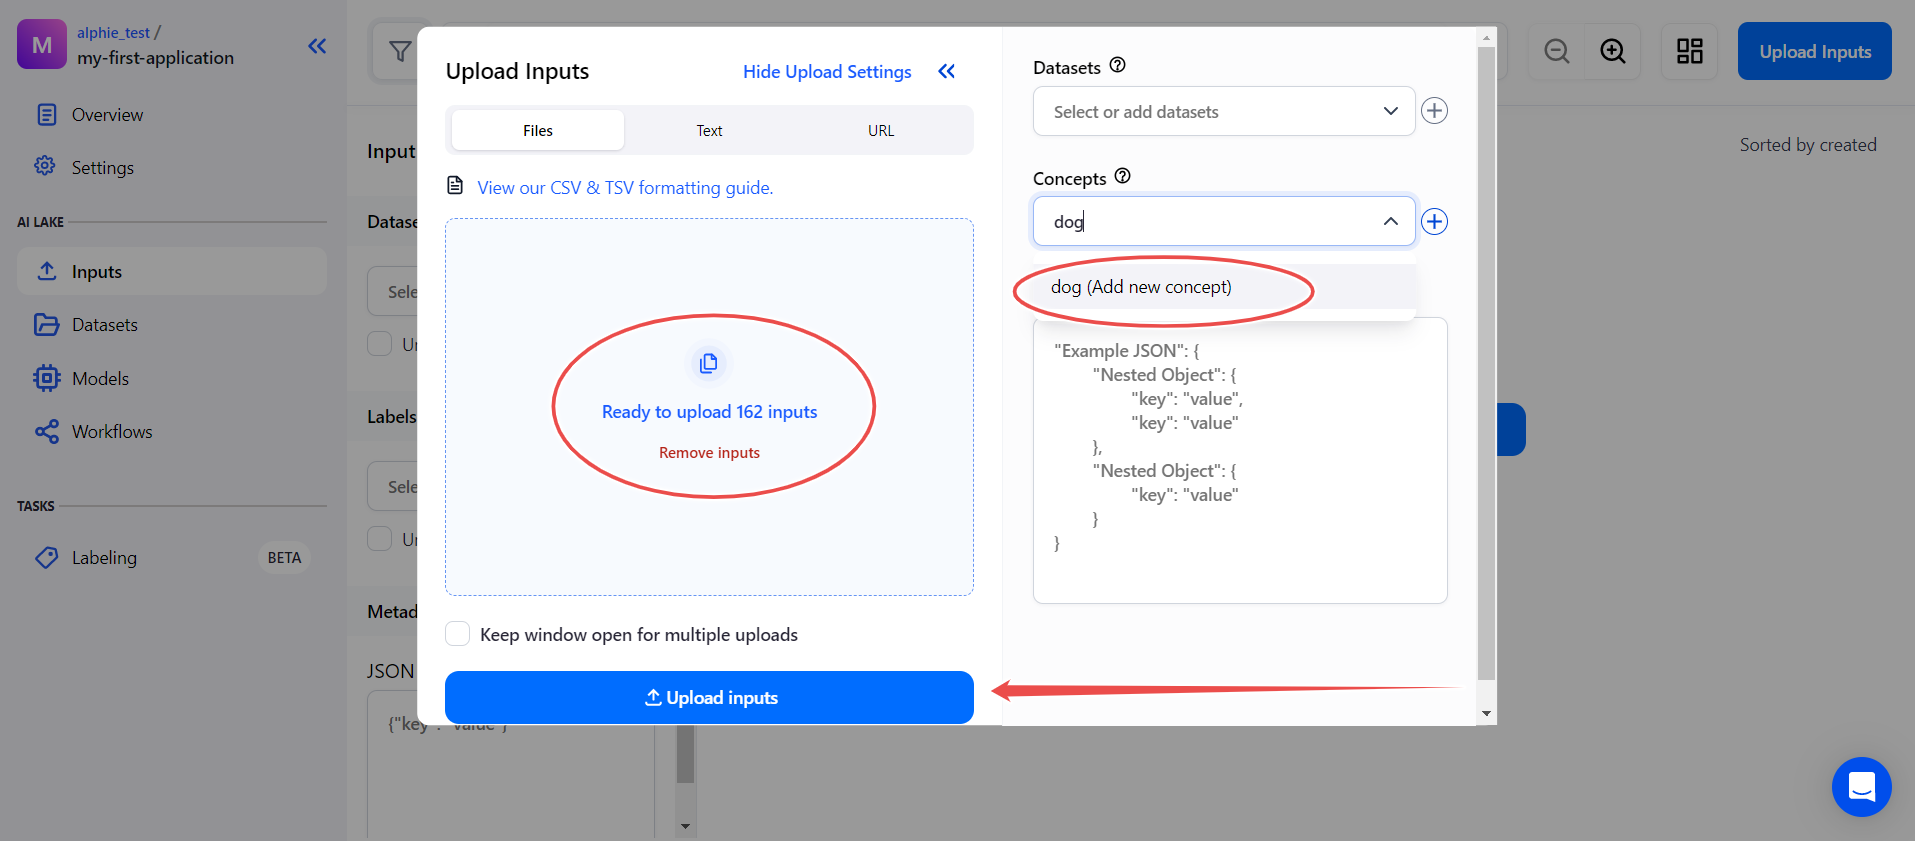 M
alphie_test /
my-first-application
Overview
Settings
AI LAKE
Inputs
Datasets
Models
Workflows
TASKS
Labeling
BETA
Input
Datase
Sele
Un
Labels
Sele
Un
Metad
JSON
{"key": "value"}
Upload Inputs
Hide Upload Settings
Files
Text
URL
View our CSV & TSV formatting guide.
Ready to upload 162 inputs
Remove inputs
Keep window open for multiple uploads
Upload inputs
Datasets
Select or add datasets
Concepts
dog
dog (Add new concept)
"Example JSON": {
"Nested Object": {
"key": "value",
"key": "value"
},
"Nested Object": {
"key": "value"
}
}
Upload Inputs
Sorted by created